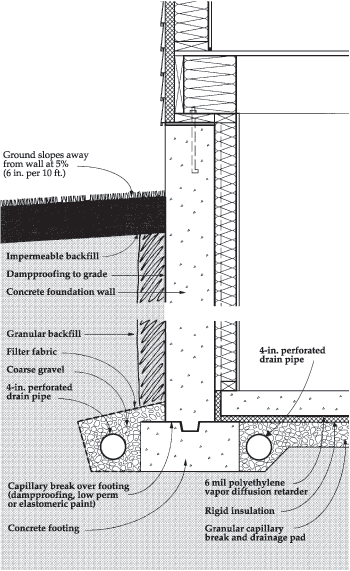 Ground slopes away
from wall at 5%
(6 in. per 10 ft.)
Impermeable backfill
Dampproofing to grade
Concrete foundation wall
Granular backfill
Filter fabric
Coarse gravel
4-in. perforated
drain pipe
4-in. perforated
drain pipe
Capillary break over footing
(dampproofing, low perm
or elastomeric paint)
Concrete footing
6 mil polyethylene
vapor diffusion retarder
Rigid insulation
Granular capillary
break and drainage pad